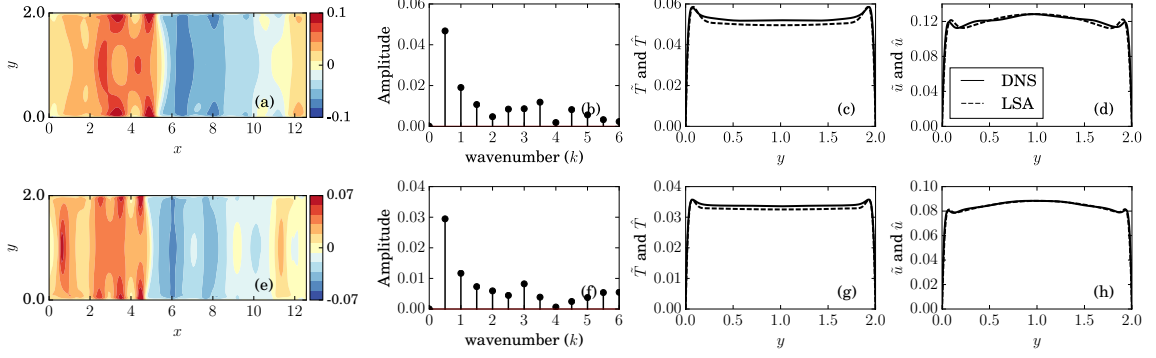 2.0
y
0.0
0 2 4 6 8 10 12
x
(a)
0.1
0
-0.1
0.06
0.04
0.02
0.00
Amplitude
0 1 2 3 4 5 6
wavenumber (k)
(b)
0.06
0.04
0.02
0.00
T̃ and T̂
0.0 0.5 1.0 1.5 2.0
y
(c)
0.12
0.08
0.04
0.00
ũ and û
0.0 0.5 1.0 1.5 2.0
y
(d)
DNS
LSA
2.0
y
0.0
0 2 4 6 8 10 12
x
(e)
0.07
0
-0.07
0.04
0.03
0.02
0.01
0.00
Amplitude
0 1 2 3 4 5 6
wavenumber (k)
(f)
0.04
0.03
0.02
0.01
0.00
T̃ and T̂
0.0 0.5 1.0 1.5 2.0
y
(g)
0.10
0.08
0.06
0.04
0.02
0.00
ũ and û
0.0 0.5 1.0 1.5 2.0
y
(h)